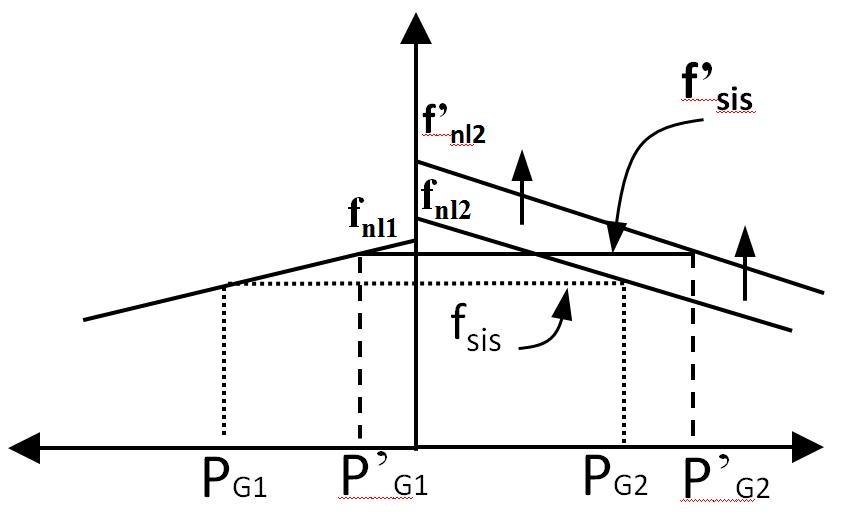 f’sis
f’nl2
fnl2
fnl1
fsis
PG1
P’G1
PG2
P’G2